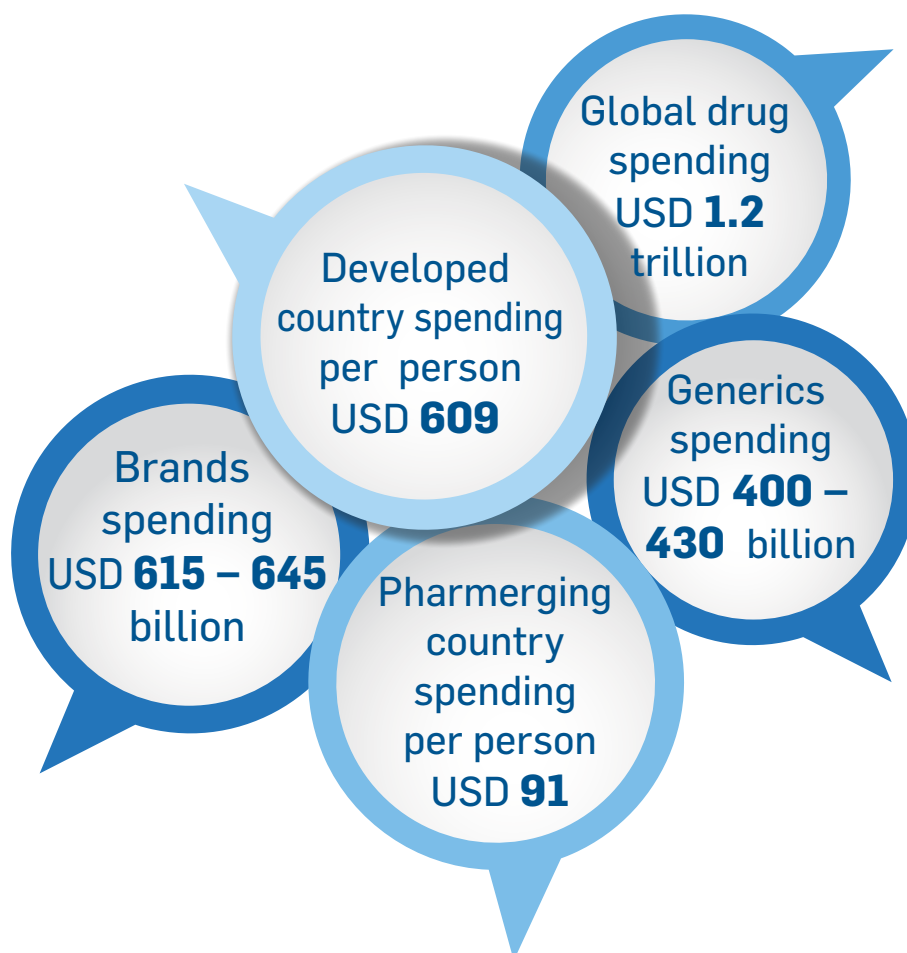 Global drug
spending
USD 1.2
trillion
Developed
country spending
per person
USD 609
Generics
spending
USD 400 –
430 billion
Brands
spending
USD 615 – 645
billion
Pharmerging
country
spending
per person
USD 91